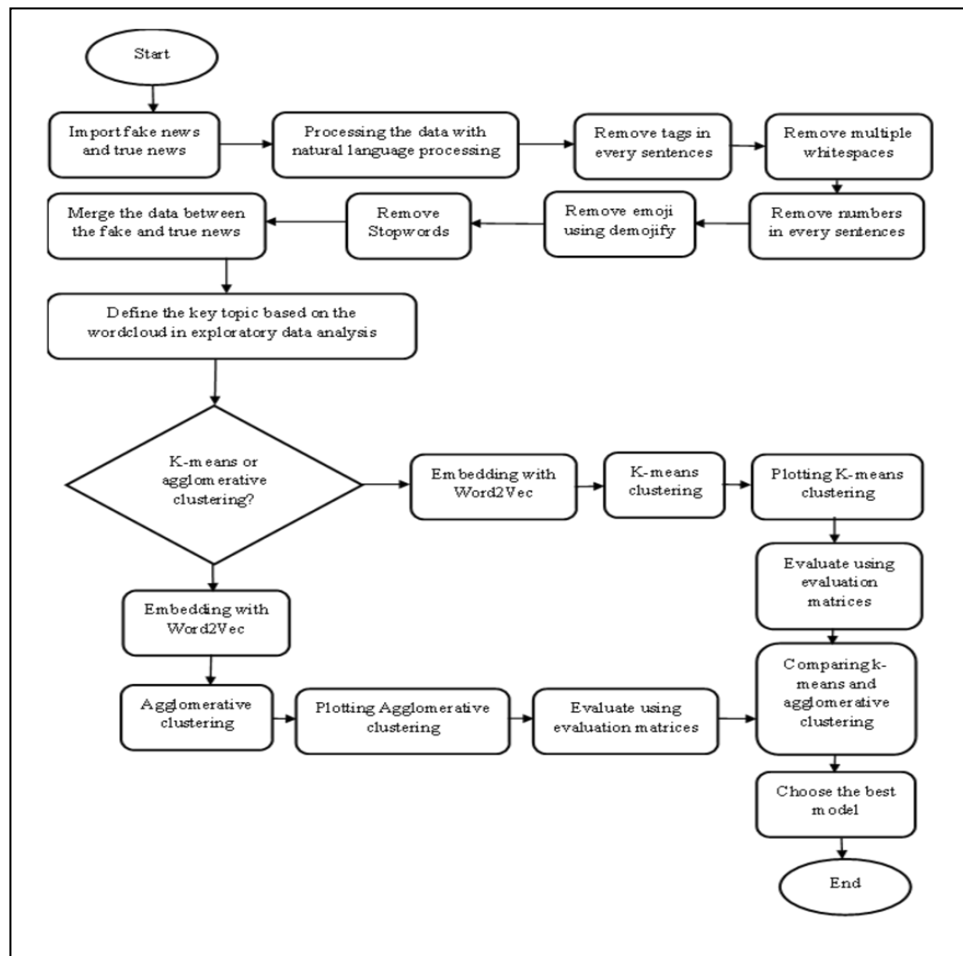 Start
Import fake news
and true news
Processing the data with
natural language processing
Remove tags in
every sentences
Remove multiple
whitespaces
Remove numbers
in every sentences
Remove emoji
using demojify
Remove
Stopwords
Merge the data between
the fake and true news
Define the key topic based on the
wordcloud in exploratory data analysis
K-means or
agglomerative
clustering?
Embedding with
Word2Vec
K-means
clustering
Plotting K-means
clustering
Evaluate using
evaluation
matrices
Embedding with
Word2Vec
Agglomerative
clustering
Plotting Agglomerative
clustering
Evaluate using
evaluation matrices
Comparing k-
means and
agglomerative
clustering
Choose the best
model
End